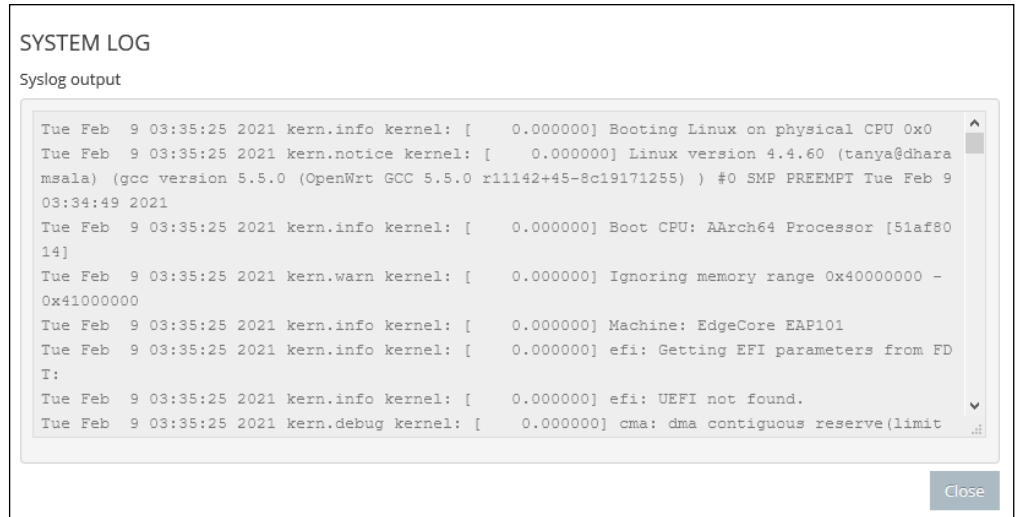 SYSTEM LOG
Syslog output
Tue Feb  9 03:35:25 2021 kern.info kernel: [    0.000000] Booting Linux on physical CPU 0x0
Tue Feb  9 03:35:25 2021 kern.notice kernel: [    0.000000] Linux version 4.4.60 (tanya@dhara
msala) (gcc version 5.5.0 (OpenWrt GCC 5.5.0 r11142+45-8c19171255) ) #0 SMP PREEMPT Tue Feb 9
03:34:49 2021
Tue Feb  9 03:35:25 2021 kern.info kernel: [    0.000000] Boot CPU: AArch64 Processor [51af80
14]
Tue Feb  9 03:35:25 2021 kern.warn kernel: [    0.000000] Ignoring memory range 0x40000000 -
0x41000000
Tue Feb  9 03:35:25 2021 kern.info kernel: [    0.000000] Machine: EdgeCore EAP101
Tue Feb  9 03:35:25 2021 kern.info kernel: [    0.000000] efi: Getting EFI parameters from FD
T:
Tue Feb  9 03:35:25 2021 kern.info kernel: [    0.000000] efi: UEFI not found.
Tue Feb  9 03:35:25 2021 kern.debug kernel: [    0.000000] cma: dma contiguous reserve(limit
Close